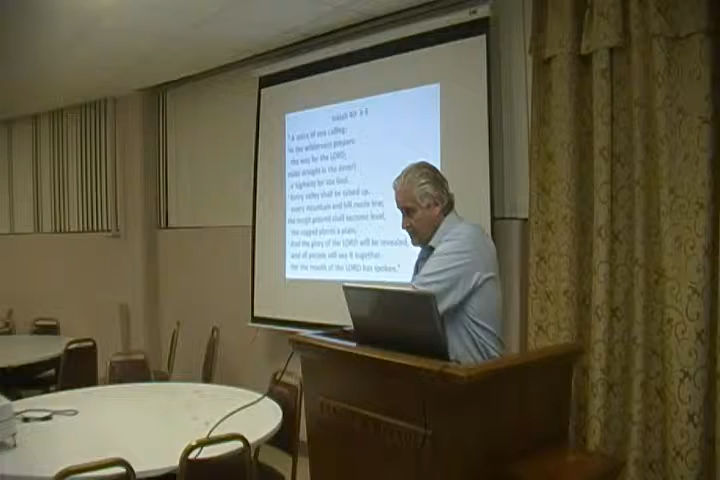 Isaiah 40: 3-5
" A voice of one calling:
"In the wilderness prepare
the way for the LORD;
make straight in the desert
a highway for our God.
Every valley shall be raised up,
every mountain and hill made low;
the rough ground shall become level,
the rugged places a plain.
And the glory of the LORD will be revealed,
and all people will see it together.
For the mouth of the LORD has spoken."